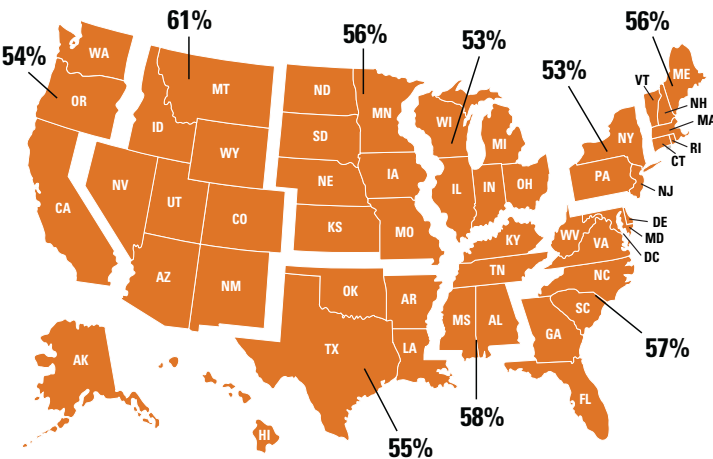 61%
56%
56%
53%
54%
53%
WA
ME
VT
MT
ND
OR
NH
MN
MA
WI
ID
NY
SD
MI
RI
WY
CT
IA
PA
NE
OH
IL
IN
NJ
NV
UT
CA
CO
KS
MO
DE
WV
VA
MD
KY
DC
TN
NC
AZ
NM
OK
AR
SC
MS
AL
GA
57%
TX
LA
AK
FL
58%
HI
55%